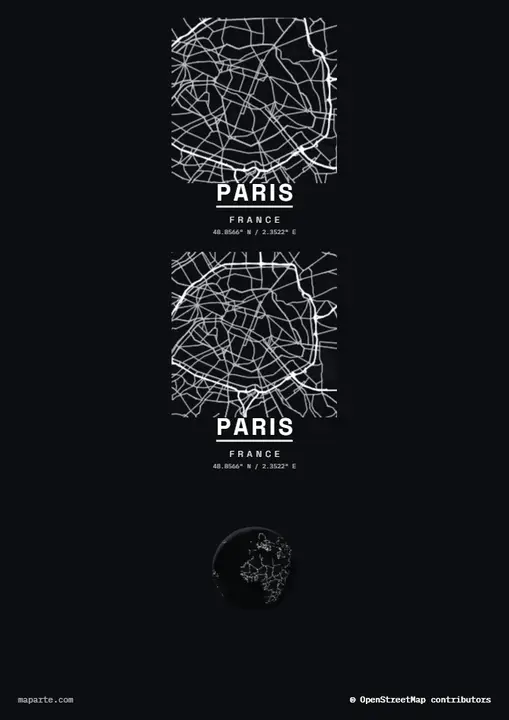 PARIS
FRANCE
48.8566° N / 2.3522° E
PARIS
FRANCE
48.8566° N / 2.3522° E
maparte.com
© OpenStreetMap contributors